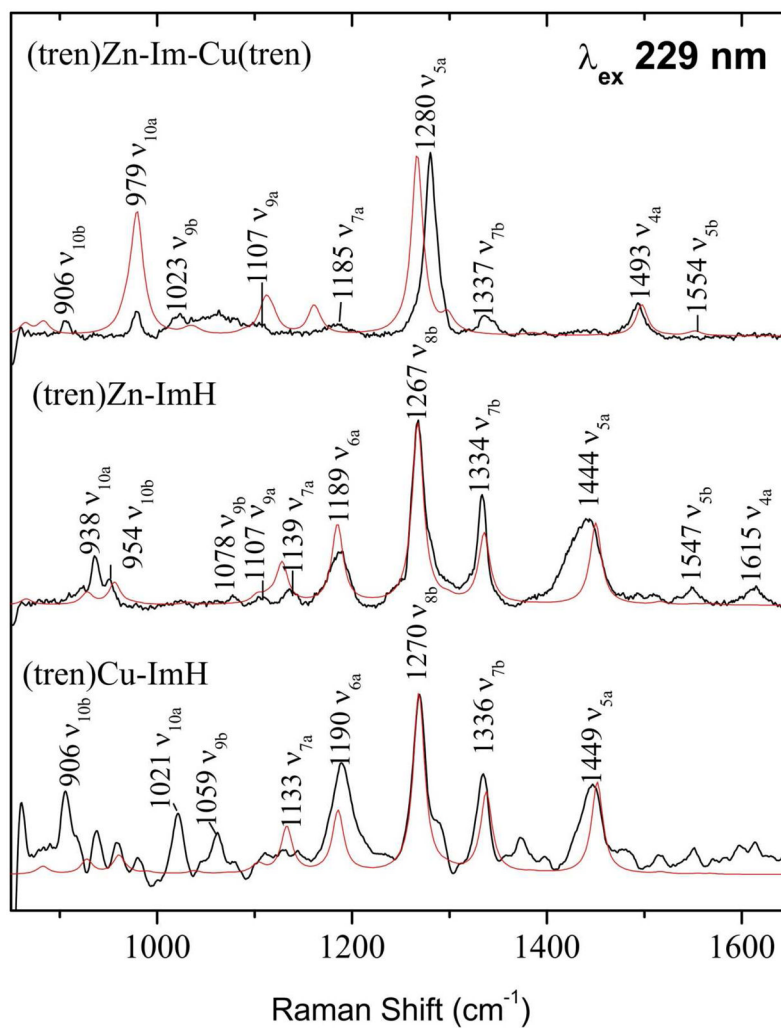 (tren)Zn-Im-Cu(tren)
λex 229 nm
906 ν10b
979 ν10a
1023 ν9b
1107 ν9a
1185 ν7a
1280 ν5a
1337 ν7b
1493 ν4a
1554 ν5b
(tren)Zn-ImH
938 ν10a
954 ν10b
1078 ν9b
1107 ν9a
1139 ν7a
1189 ν6a
1267 ν8b
1334 ν7b
1444 ν5a
1547 ν5b
1615 ν4a
(tren)Cu-ImH
906 ν10b
1021 ν10a
1059 ν9b
1133 ν7a
1190 ν6a
1270 ν8b
1336 ν7b
1449 ν5a
1000 1200 1400 1600
Raman Shift (cm⁻¹)